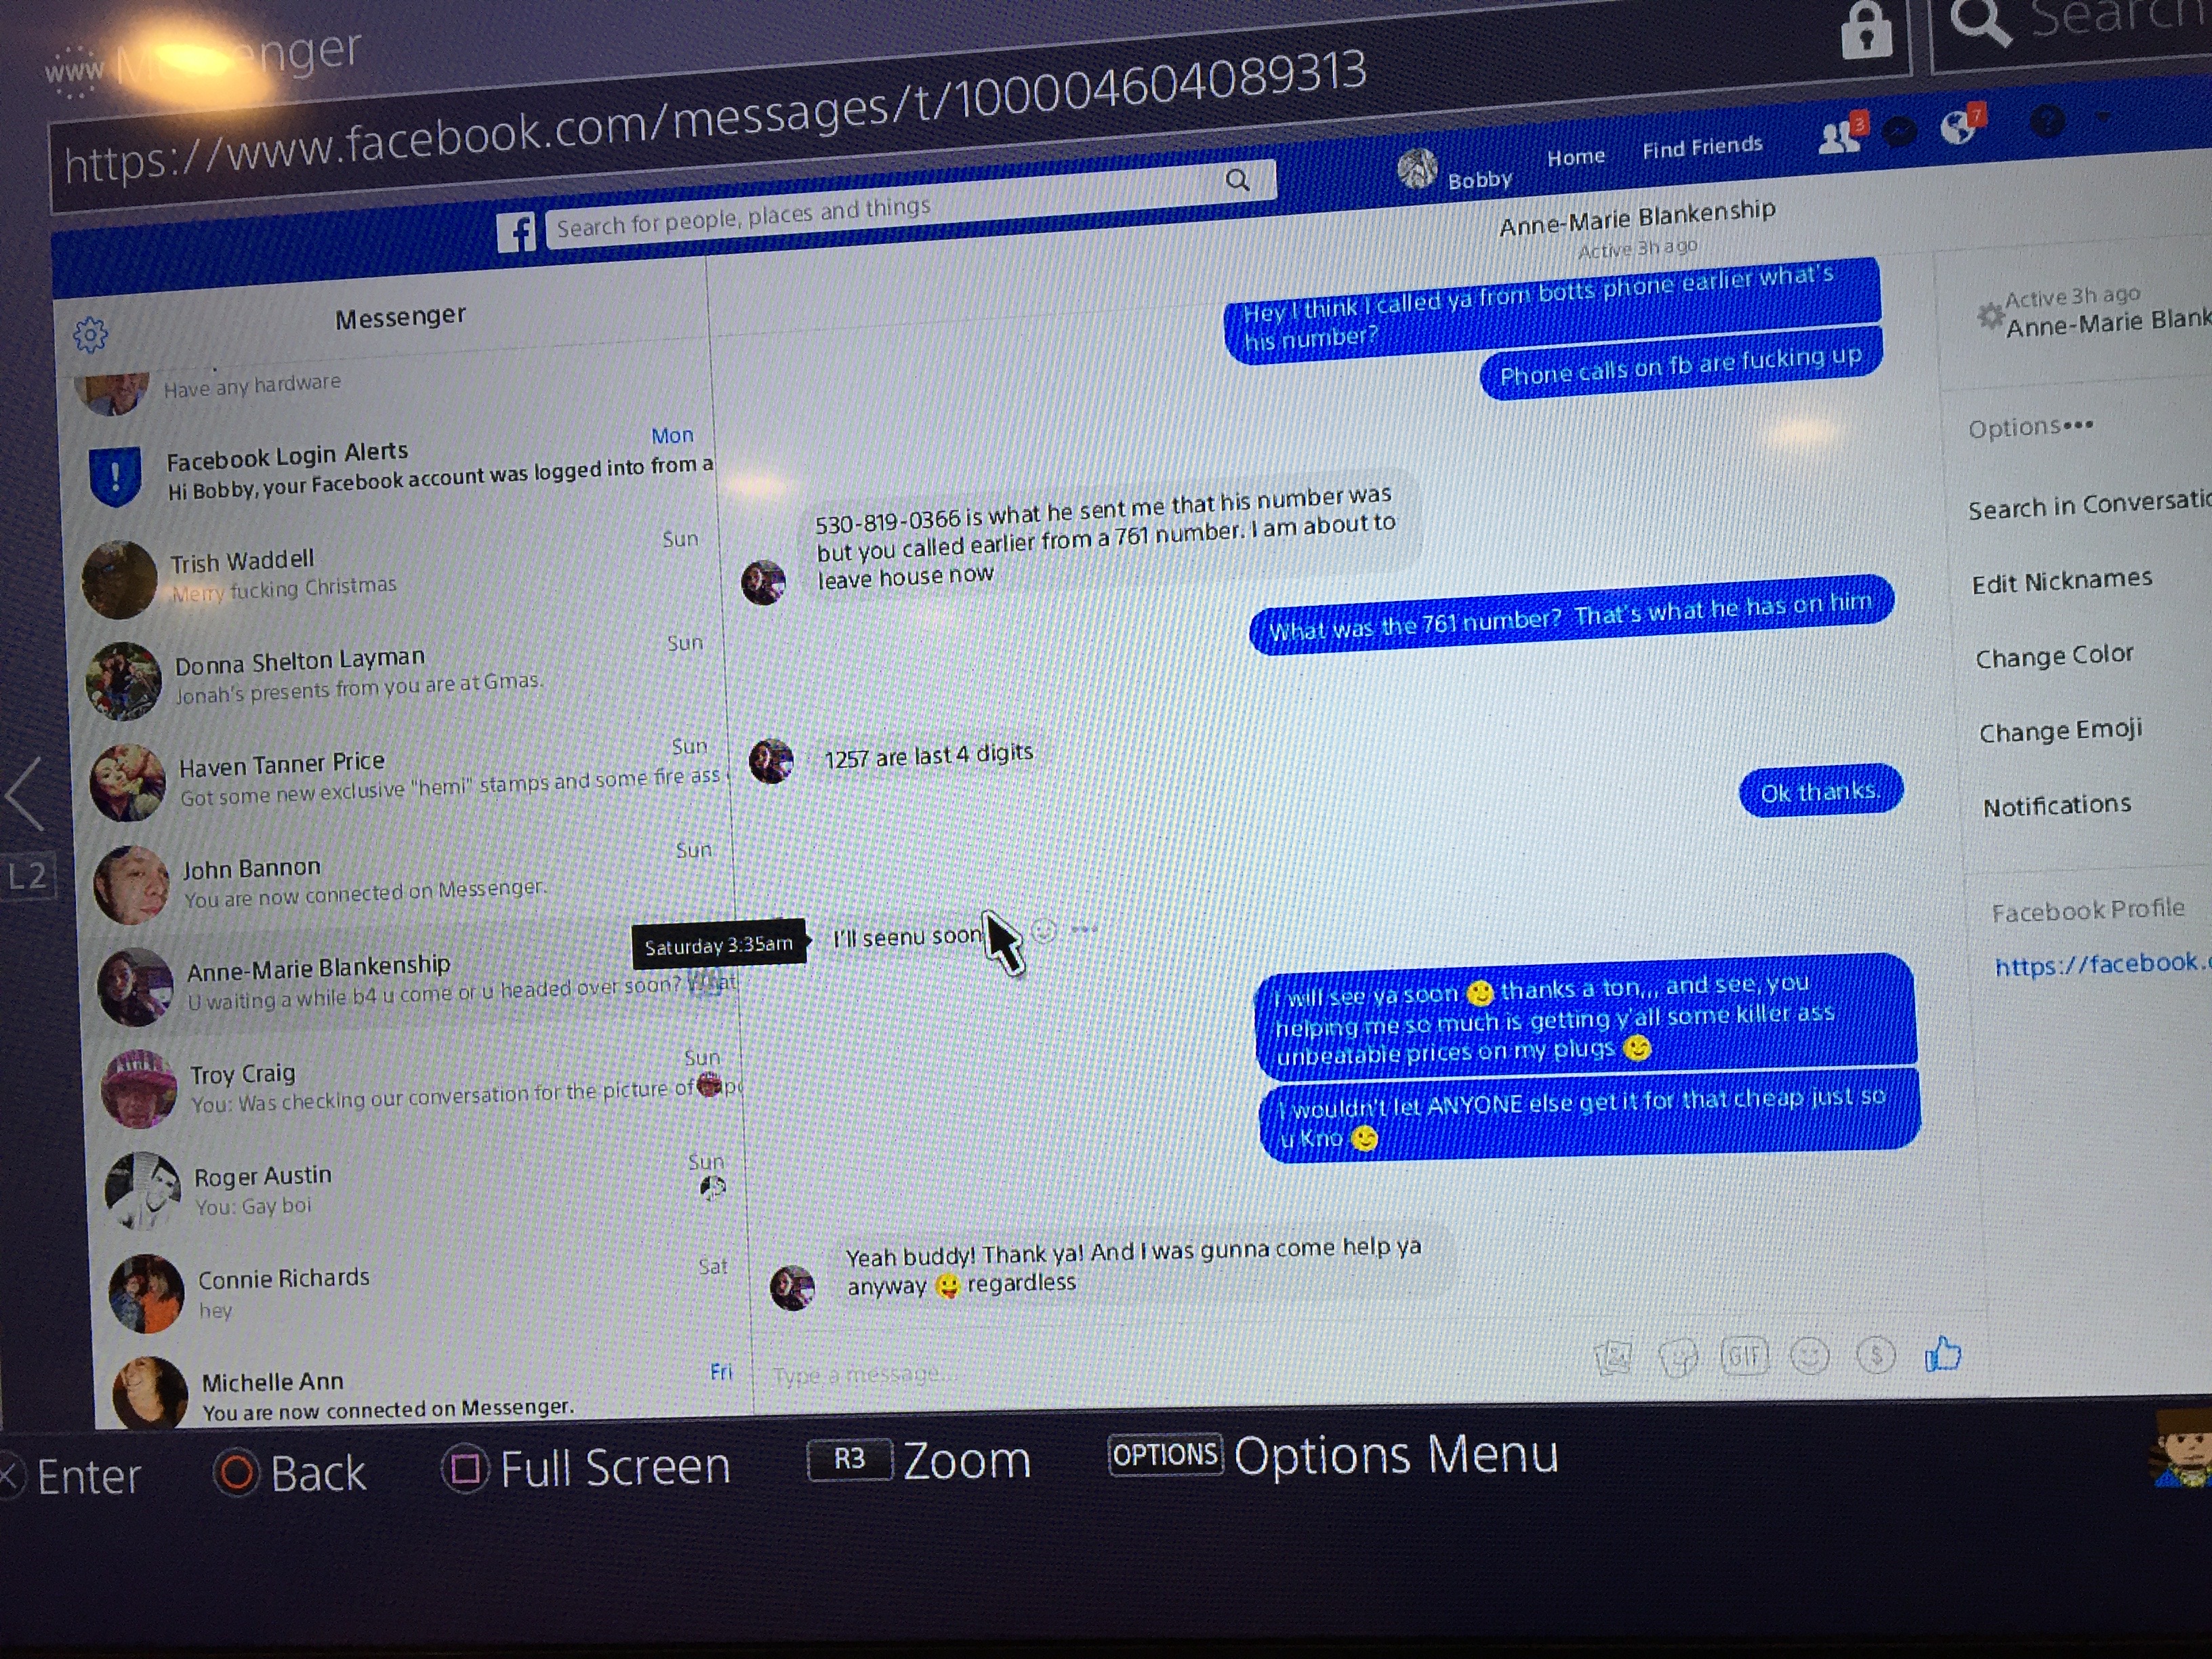 www Messenger
https://www.facebook.com/messages/t/100004604089313
Search
f
Search for people, places and things
Bobby
Home
Find Friends
3
7
?
Messenger
Have any hardware
Facebook Login Alerts
Mon
Hi Bobby, your Facebook account was logged into from a
Trish Waddell
Sun
Merry fucking Christmas
Donna Shelton Layman
Sun
Jonah's presents from you are at Gmas.
Haven Tanner Price
Sun
Got some new exclusive "hemi" stamps and some fire ass
John Bannon
Sun
You are now connected on Messenger.
Anne-Marie Blankenship
U waiting a while b4 u come or u headed over soon? What
Troy Craig
Sun
You: Was checking our conversation for the picture of
Roger Austin
Sun
You: Gay boi
Connie Richards
Sat
hey
Michelle Ann
Fri
You are now connected on Messenger.
Anne-Marie Blankenship
Active 3h ago
Hey I think I called ya from botts phone earlier what's
his number?
Phone calls on fb are fucking up
530-819-0366 is what he sent me that his number was
but you called earlier from a 761 number. I am about to
leave house now
What was the 761 number? That's what he has on him
1257 are last 4 digits
Ok thanks.
Saturday 3:35am
I'll seenu soon
I will see ya soon 🙂 thanks a ton,,, and see, you
helping me so much is getting y'all some killer ass
unbeatable prices on my plugs 😉
I wouldn't let ANYONE else get it for that cheap just so
u Kno 😉
Yeah buddy! Thank ya! And I was gunna come help ya
anyway 😛 regardless
Type a message...
GIF
$
Active 3h ago
Anne-Marie Blank
Options•••
Search in Conversatio
Edit Nicknames
Change Color
Change Emoji
Notifications
Facebook Profile
https://facebook.
L2
Enter
Back
Full Screen
R3 Zoom
OPTIONS Options Menu